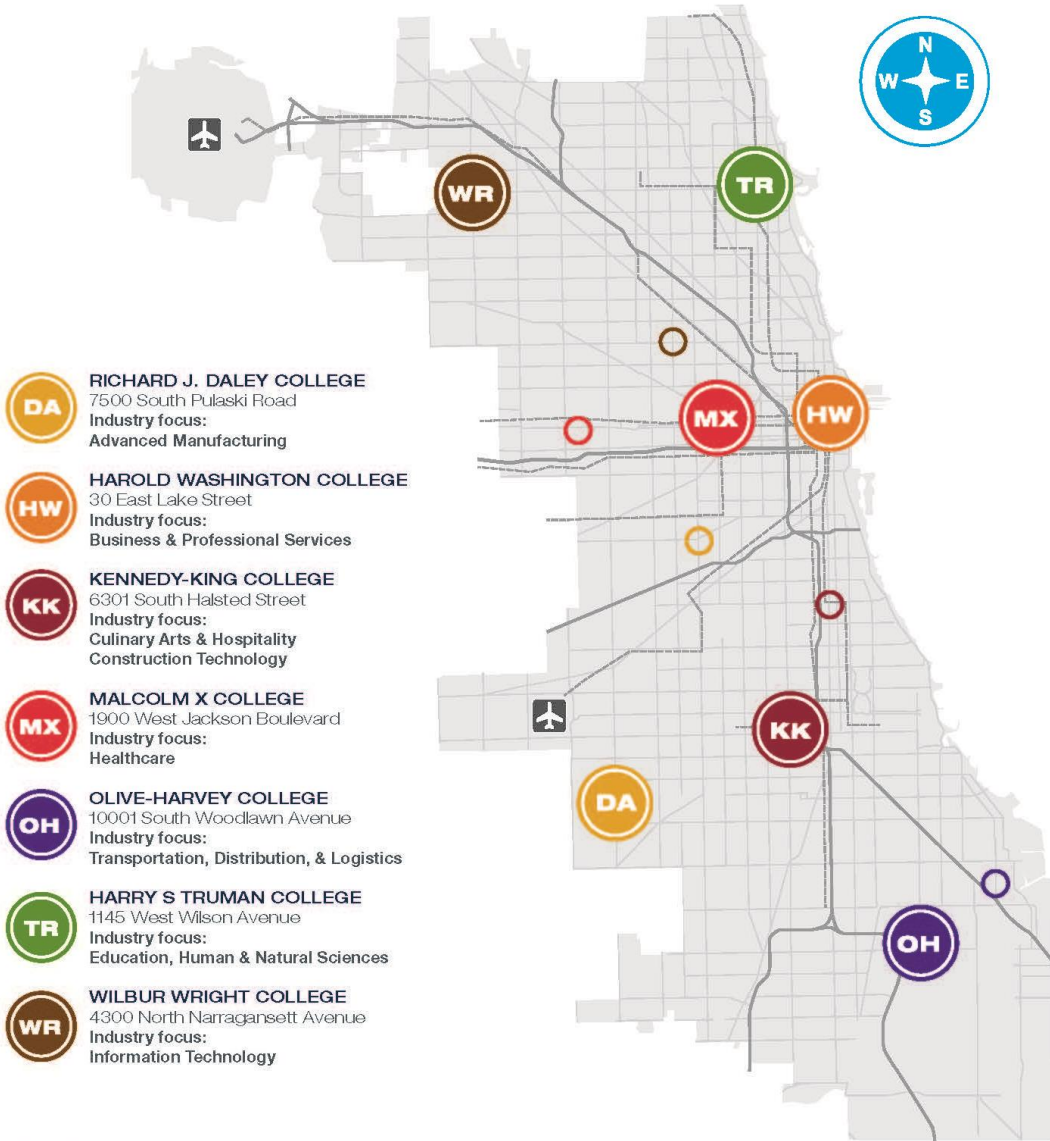 N
W E
S
WR
TR
MX
HW
KK
DA
OH
DA
RICHARD J. DALEY COLLEGE
7500 South Pulaski Road
Industry focus:
Advanced Manufacturing
HW
HAROLD WASHINGTON COLLEGE
30 East Lake Street
Industry focus:
Business & Professional Services
KK
KENNEDY-KING COLLEGE
6301 South Halsted Street
Industry focus:
Culinary Arts & Hospitality
Construction Technology
MX
MALCOLM X COLLEGE
1900 West Jackson Boulevard
Industry focus:
Healthcare
OH
OLIVE-HARVEY COLLEGE
10001 South Woodlawn Avenue
Industry focus:
Transportation, Distribution, & Logistics
TR
HARRY S TRUMAN COLLEGE
1145 West Wilson Avenue
Industry focus:
Education, Human & Natural Sciences
WR
WILBUR WRIGHT COLLEGE
4300 North Narragansett Avenue
Industry focus:
Information Technology